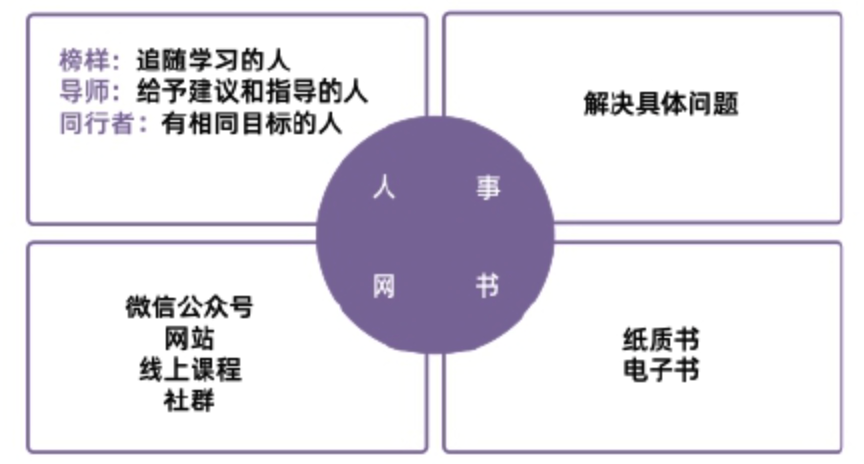 榜样：追随学习的人
导师：给予建议和指导的人
同行者：有相同目标的人
解决具体问题
人
事
网
书
微信公众号
网站
线上课程
社群
纸质书
电子书